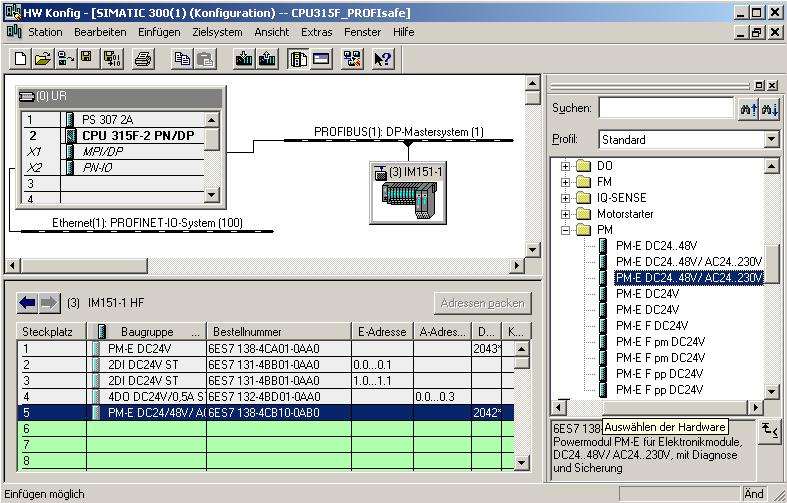 HW Konfig - [SIMATIC 300(1) (Konfiguration) -- CPU315F_PROFIsafe]
Station Bearbeiten Einfügen Zielsystem Ansicht Extras Fenster Hilfe
(0) UR
1 PS 307 2A
2 CPU 315F-2 PN/DP
X1 MPI/DP
X2 PN-IO
3
4
PROFIBUS(1): DP-Mastersystem (1)
(3) IM151-1
Ethernet(1): PROFINET-IO-System (100)
Suchen:
Profil: Standard
DO
FM
IQ-SENSE
Motorstarter
PM
PM-E DC24..48V
PM-E DC24..48V/ AC24..230V
PM-E DC24..48V/ AC24..230V
PM-E DC24V
PM-E DC24V
PM-E F DC24V
PM-E F pm DC24V
PM-E F pm DC24V
PM-E F pp DC24V
PM-E F pp DC24V
(3) IM151-1 HF
Adressen packen
Steckplatz Baugruppe ... Bestellnummer E-Adresse A-Adres... D... K...
1 PM-E DC24V 6ES7 138-4CA01-0AA0 2043*
2 2DI DC24V ST 6ES7 131-4BB01-0AA0 0.0...0.1
3 2DI DC24V ST 6ES7 131-4BB01-0AA0 1.0...1.1
4 4DO DC24V/0,5A ST 6ES7 132-4BD01-0AA0 0.0...0.3
5 PM-E DC24/48V/ 6ES7 138-4CB10-0AB0 2042*
6
7
8
6ES7 138-
Auswählen der Hardware
Powermodul PM-E für Elektronikmodule,
DC24..48V/ AC24..230V, mit Diagnose
und Sicherung
Einfügen möglich
Änd